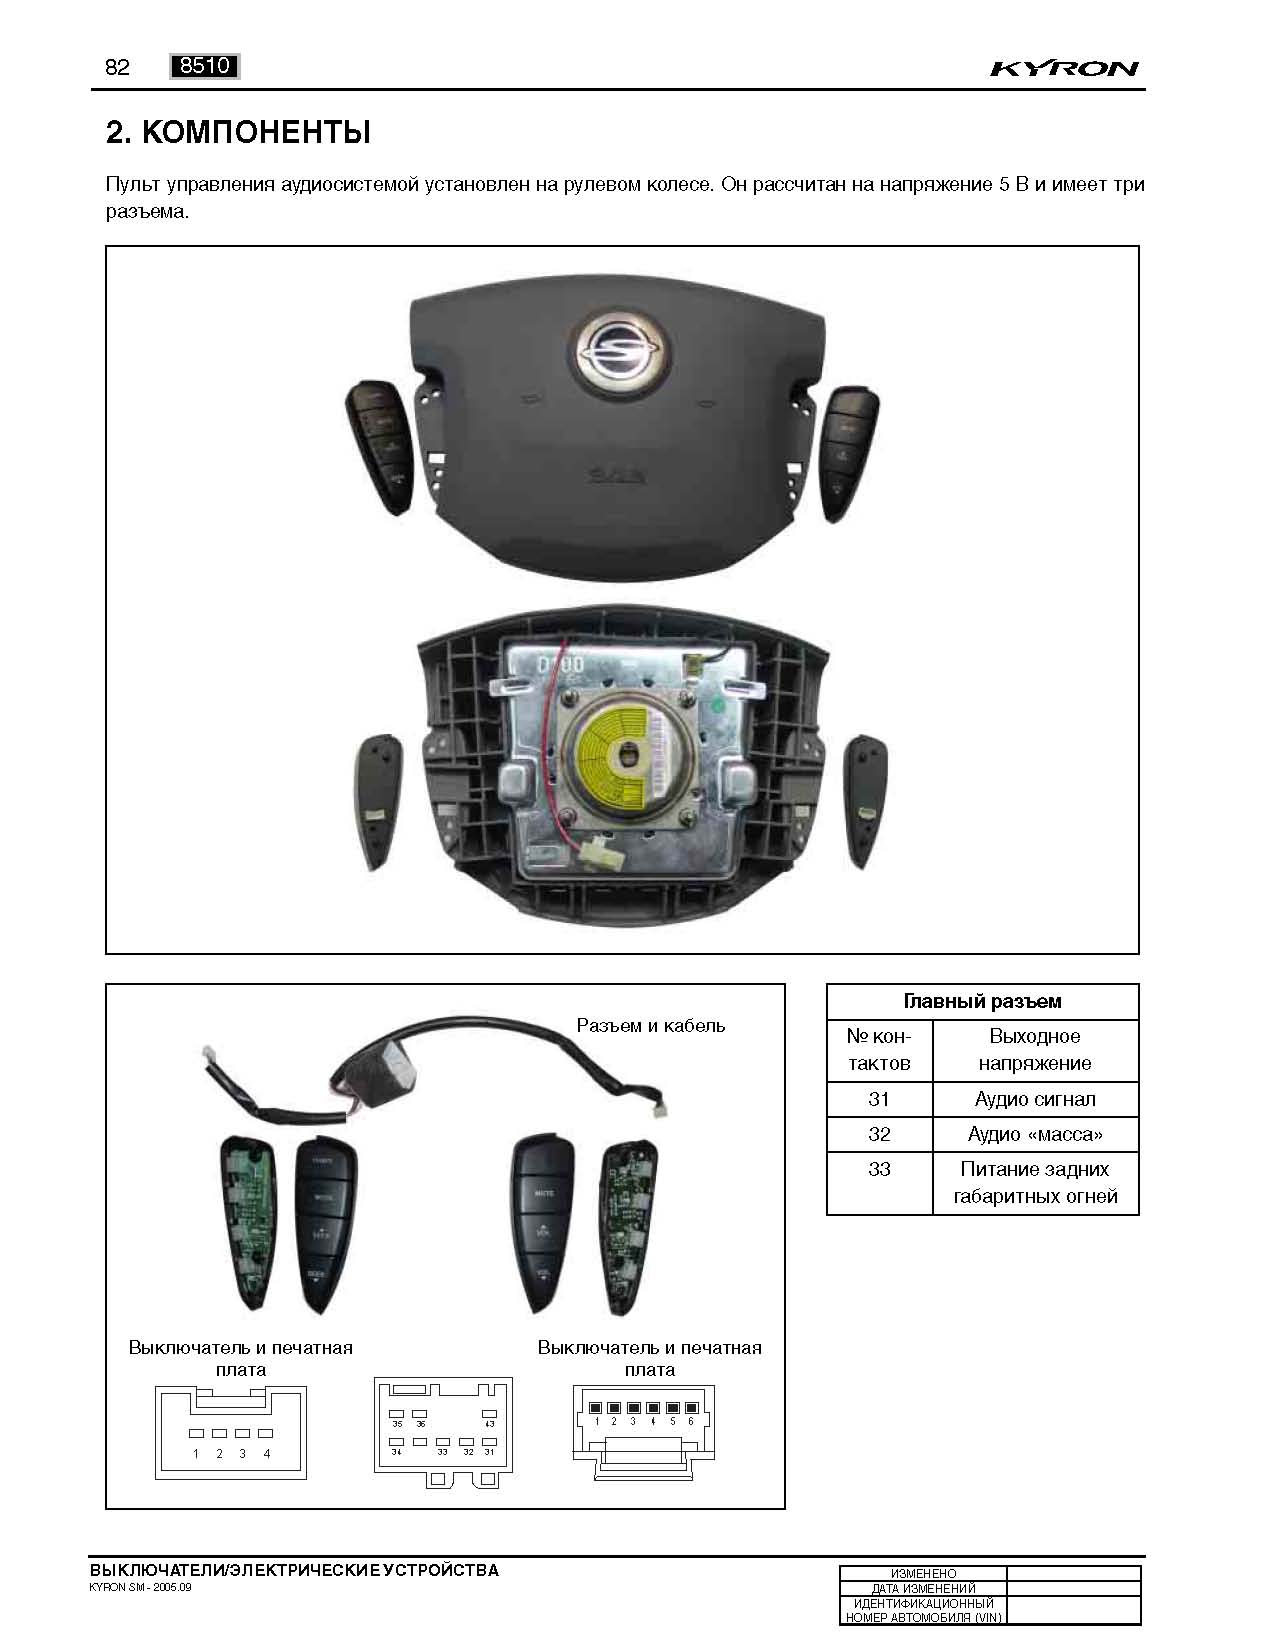 82 8510 KYRON
2. КОМПОНЕНТЫ
Пульт управления аудиосистемой установлен на рулевом колесе. Он рассчитан на напряжение 5 В и имеет три
разъема.
Разъем и кабель
MUTE
Выключатель и печатная
плата
Выключатель и печатная
плата
1 2 3 4
35 36 43
34 33 32 31
1 2 3 4 5 6
Главный разъем
№ кон-
тактов
Выходное
напряжение
31 Аудио сигнал
32 Аудио «масса»
33 Питание задних
габаритных огней
ВЫКЛЮЧАТЕЛИ/ЭЛЕКТРИЧЕСКИЕ УСТРОЙСТВА
KYRON SM - 2005.09
ИЗМЕНЕНО
ДАТА ИЗМЕНЕНИЙ
ИДЕНТИФИКАЦИОННЫЙ
НОМЕР АВТОМОБИЛЯ (VIN)